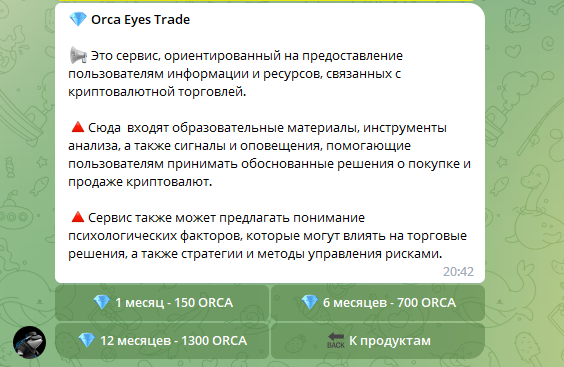 Orca Eyes Trade
Это сервис, ориентированный на предоставление
пользователям информации и ресурсов, связанных с
криптовалютной торговлей.
Сюда входят образовательные материалы, инструменты
анализа, а также сигналы и оповещения, помогающие
пользователям принимать обоснованные решения о покупке и
продаже криптовалют.
Сервис также может предлагать понимание
психологических факторов, которые могут влиять на торговые
решения, а также стратегии и методы управления рисками.
20:42
1 месяц - 150 ORCA
6 месяцев - 700 ORCA
12 месяцев - 1300 ORCA
BACK К продуктам